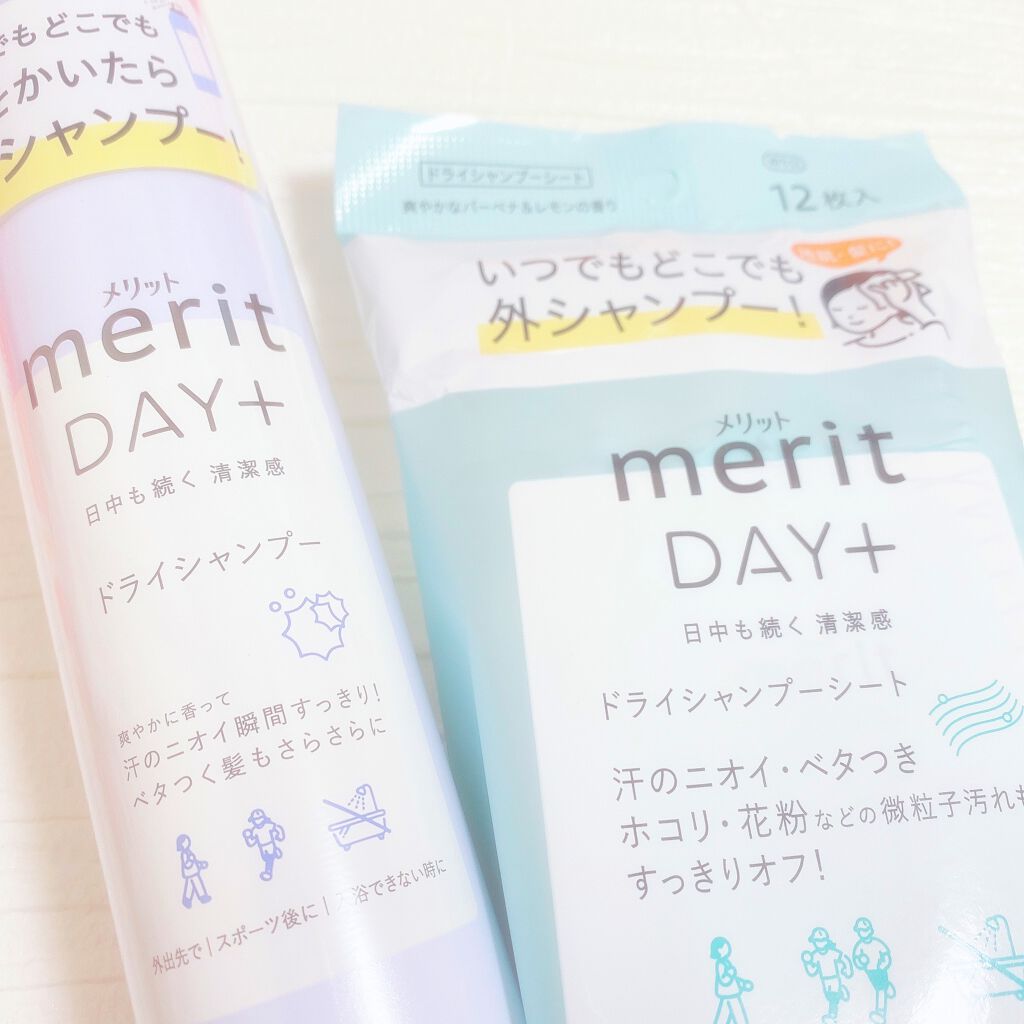 でもどこでも
とかいたら
シャンプー!
メリット
merit
DAY+
日中も続く 清潔感
ドライシャンプー
爽やかに香って
汗のニオイ瞬間すっきり!
ベタつく髪もさらさらに
外出先で|スポーツ後に|入浴できない時に
ドライシャンプーシート
爽やかなバーベナ&レモンの香り
12枚入
いつでもどこでも
外シャンプー!
メリット
merit
DAY+
日中も続く 清潔感
ドライシャンプーシート
汗のニオイ・ベタつき
ホコリ・花粉などの微粒子汚れも
すっきりオフ!